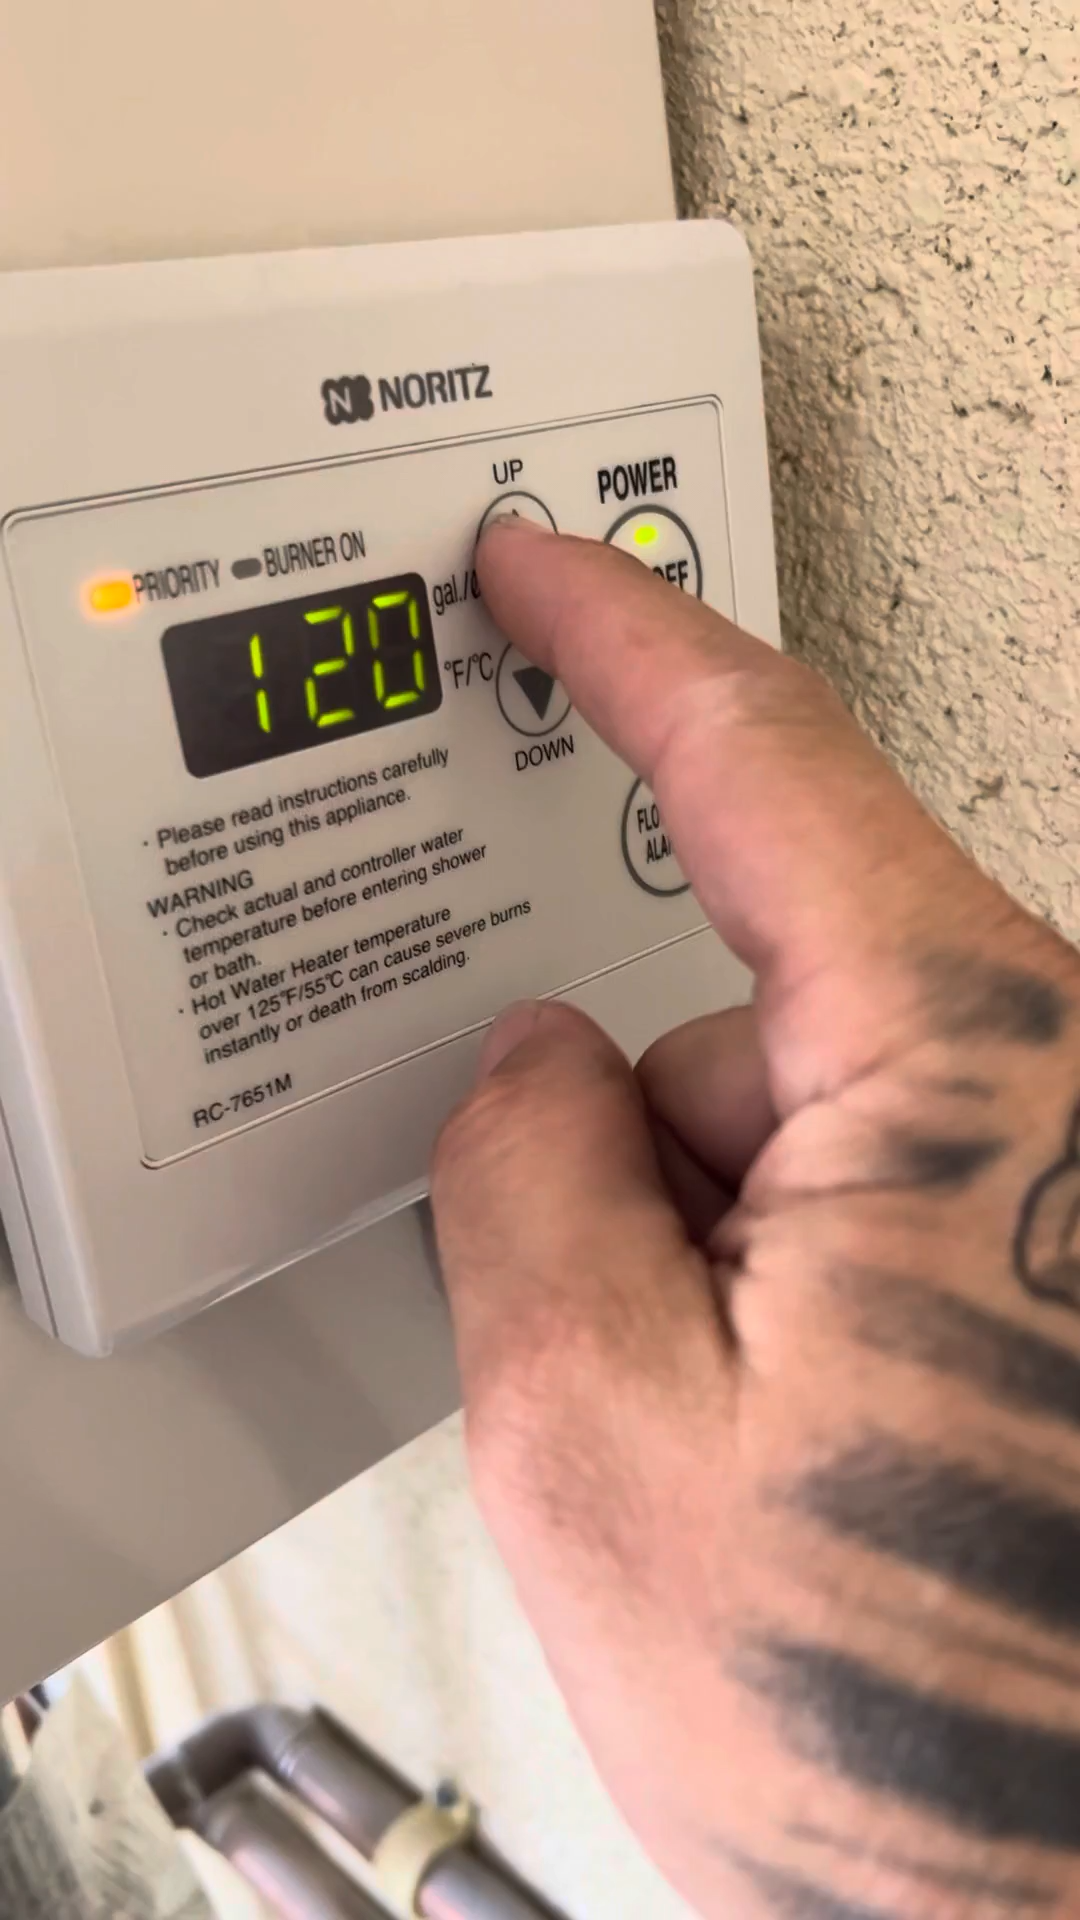 NORITZ
UP
POWER
PRIORITY
BURNER ON
120
°F/°C
DOWN
· Please read instructions carefully
before using this appliance.
WARNING
· Check actual and controller water
temperature before entering shower
or bath.
· Hot Water Heater temperature
over 125°F/55°C can cause severe burns
instantly or death from scalding.
RC-7651M